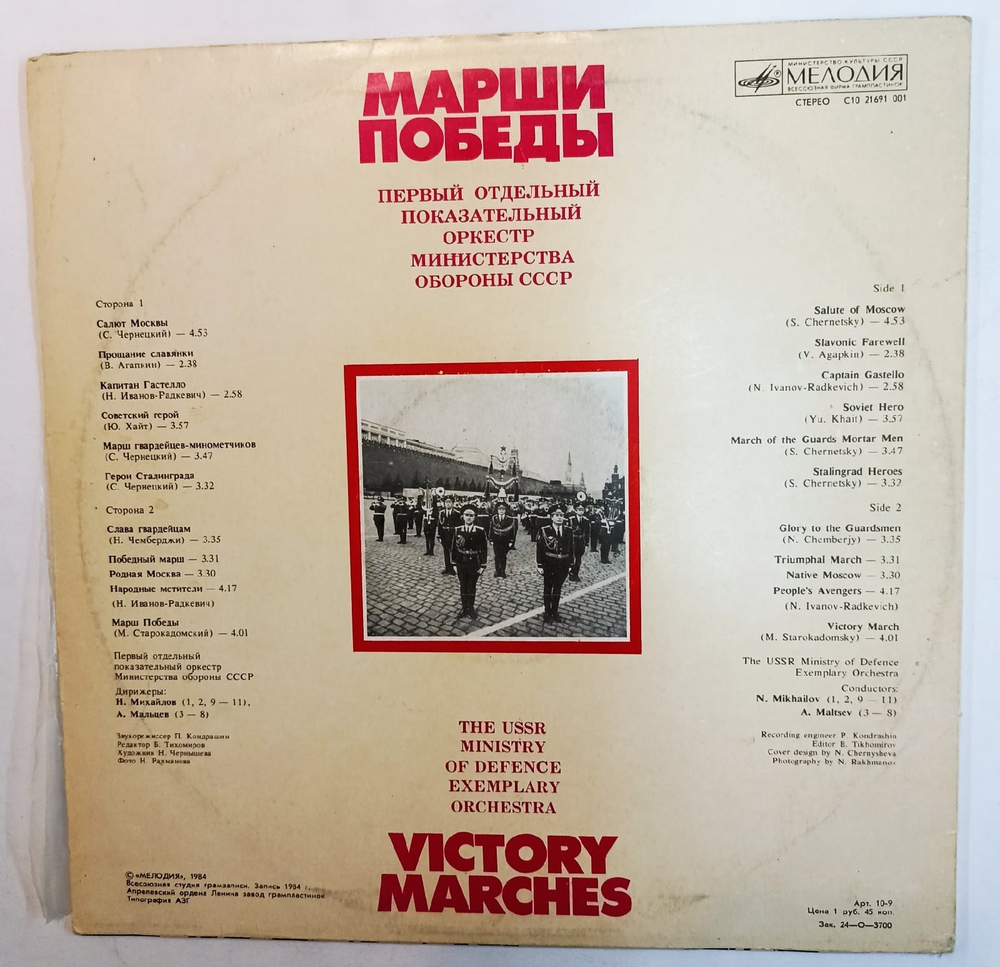 МАРШИ
ПОБЕДЫ
МИНИСТЕРСТВО КУЛЬТУРЫ СССР
МЕЛОДИЯ
ВСЕСОЮЗНАЯ ФИРМА ГРАМПЛАСТИНОК
СТЕРЕО С10 21691 001
ПЕРВЫЙ ОТДЕЛЬНЫЙ
ПОКАЗАТЕЛЬНЫЙ
ОРКЕСТР
МИНИСТЕРСТВА
ОБОРОНЫ СССР
Сторона 1
Салют Москвы
(С. Чернецкий) — 4.53
Прощание славянки
(В. Агапкин) — 2.38
Капитан Гастелло
(Н. Иванов-Радкевич) — 2.58
Советский герой
(Ю. Хайт) — 3.57
Марш гвардейцев-минометчиков
(С. Чернецкий) — 3.47
Герои Сталинграда
(С. Чернецкий) — 3.32
Сторона 2
Слава гвардейцам
(Н. Чемберджи) — 3.35
Победный марш — 3.31
Родная Москва — 3.30
Народные мстители — 4.17
(Н. Иванов-Радкевич)
Марш Победы
(М. Старокадомский) — 4.01
Первый отдельный
показательный оркестр
Министерства обороны СССР
Дирижеры:
Н. Михайлов (1, 2, 9 — 11),
А. Мальцев (3 — 8)
Звукорежиссер П. Кондрашин
Редактор Б. Тихомиров
Художник Н. Чернышева
Фото Н. Рахманова
Side 1
Salute of Moscow
(S. Chernetsky) — 4.53
Slavonic Farewell
(V. Agapkin) — 2.38
Captain Gastello
(N. Ivanov-Radkevich) — 2.58
Soviet Hero
(Yu. Khait) — 3.57
March of the Guards Mortar Men
(S. Chernetsky) — 3.47
Stalingrad Heroes
(S. Chernetsky) — 3.32
Side 2
Glory to the Guardsmen
(N. Chemberjy) — 3.35
Triumphal March — 3.31
Native Moscow — 3.30
People's Avengers — 4.17
(N. Ivanov-Radkevich)
Victory March
(M. Starokadomsky) — 4.01
The USSR Ministry of Defence
Exemplary Orchestra
Conductors:
N. Mikhailov (1, 2, 9 — 11)
A. Maltsev (3 — 8)
Recording engineer P. Kondrashin
Editor B. Tikhomirov
Cover design by N. Chernysheva
Photography by N. Rakhmanov
THE USSR
MINISTRY
OF DEFENCE
EXEMPLARY
ORCHESTRA
VICTORY
MARCHES
© «МЕЛОДИЯ», 1984
Всесоюзная студия грамзаписи. Запись 1984 г.
Апрелевский ордена Ленина завод грампластинок
Типография АЗГ
Арт. 10-9
Цена 1 руб. 45 коп.
Зак. 24—О—3700